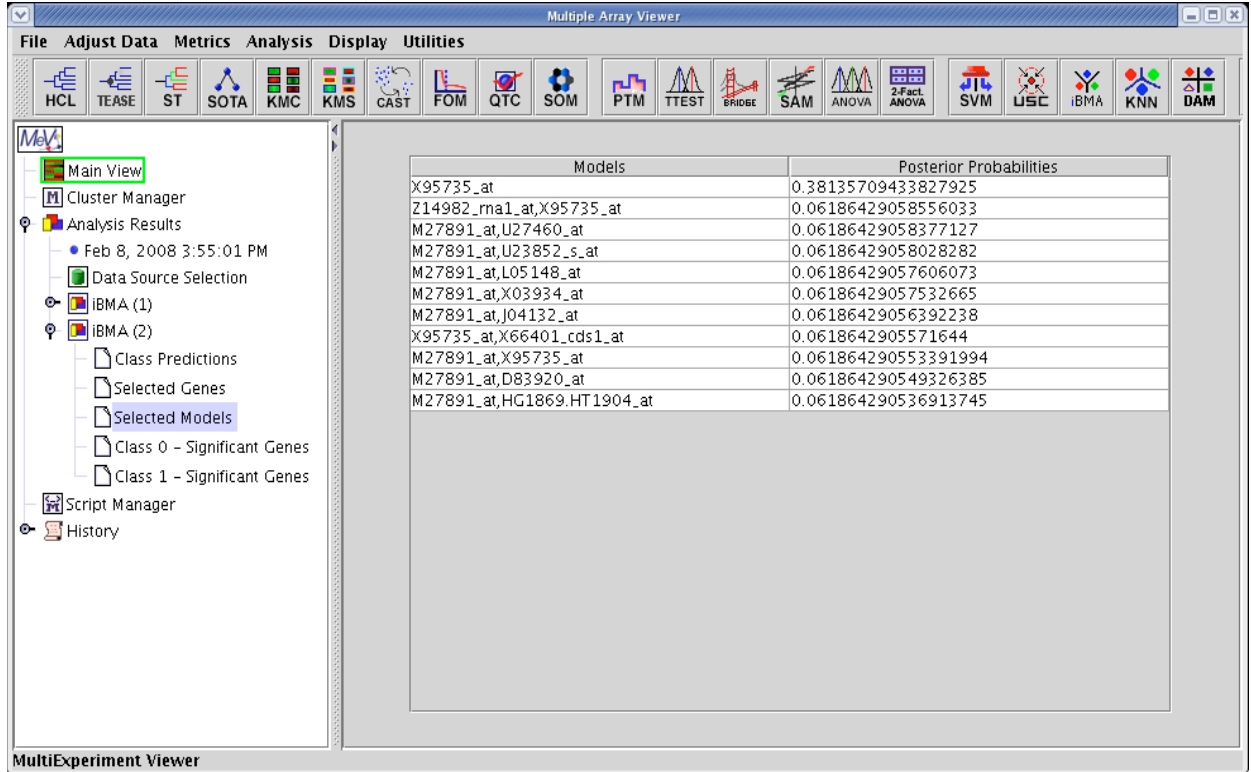 Multiple Array Viewer
File Adjust Data Metrics Analysis Display Utilities
HCL TEASE ST SOTA KMC KMS CAST FOM QTC SOM PTM TTEST BRIDGE SAM ANOVA 2-Fact. ANOVA SVM USC iBMA KNN DAM
MeV
Main View
M Cluster Manager
Analysis Results
Feb 8, 2008 3:55:01 PM
Data Source Selection
iBMA (1)
iBMA (2)
Class Predictions
Selected Genes
Selected Models
Class 0 – Significant Genes
Class 1 – Significant Genes
Script Manager
History
Models Posterior Probabilities
X95735_at 0.38135709433827925
Z14982_rna1_at,X95735_at 0.06186429058556033
M27891_at,U27460_at 0.06186429058377127
M27891_at,U23852_s_at 0.06186429058028282
M27891_at,L05148_at 0.06186429057606073
M27891_at,X03934_at 0.06186429057532665
M27891_at,J04132_at 0.06186429056392238
X95735_at,X66401_cds1_at 0.0618642905571644
M27891_at,X95735_at 0.061864290553391994
M27891_at,D83920_at 0.061864290549326385
M27891_at,HG1869.HT1904_at 0.061864290536913745
MultiExperiment Viewer